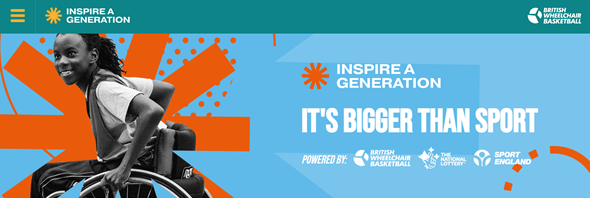 INSPIRE A
GENERATION
BRITISH
WHEELCHAIR
BASKETBALL
INSPIRE A
GENERATION
IT'S BIGGER THAN SPORT
POWERED BY:
BRITISH
WHEELCHAIR
BASKETBALL
THE
NATIONAL
LOTTERY
SPORT
ENGLAND